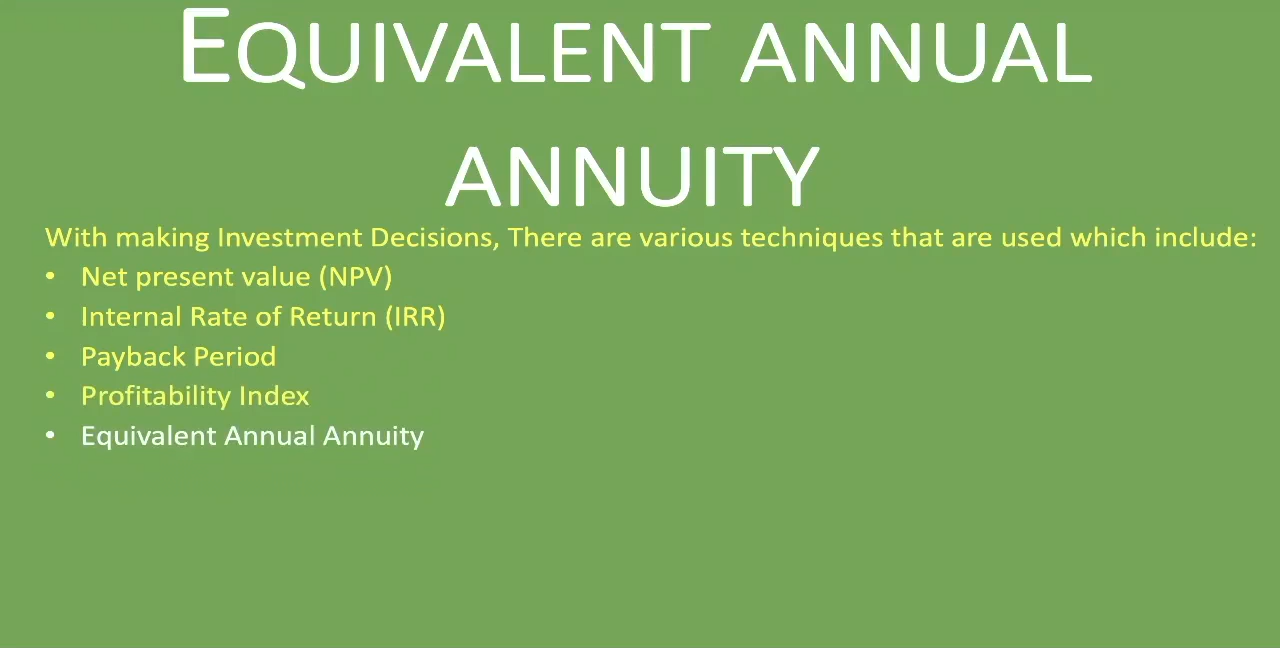 EQUIVALENT ANNUAL
ANNUITY
With making Investment Decisions, There are various techniques that are used which include:
• Net present value (NPV)
• Internal Rate of Return (IRR)
• Payback Period
• Profitability Index
• Equivalent Annual Annuity